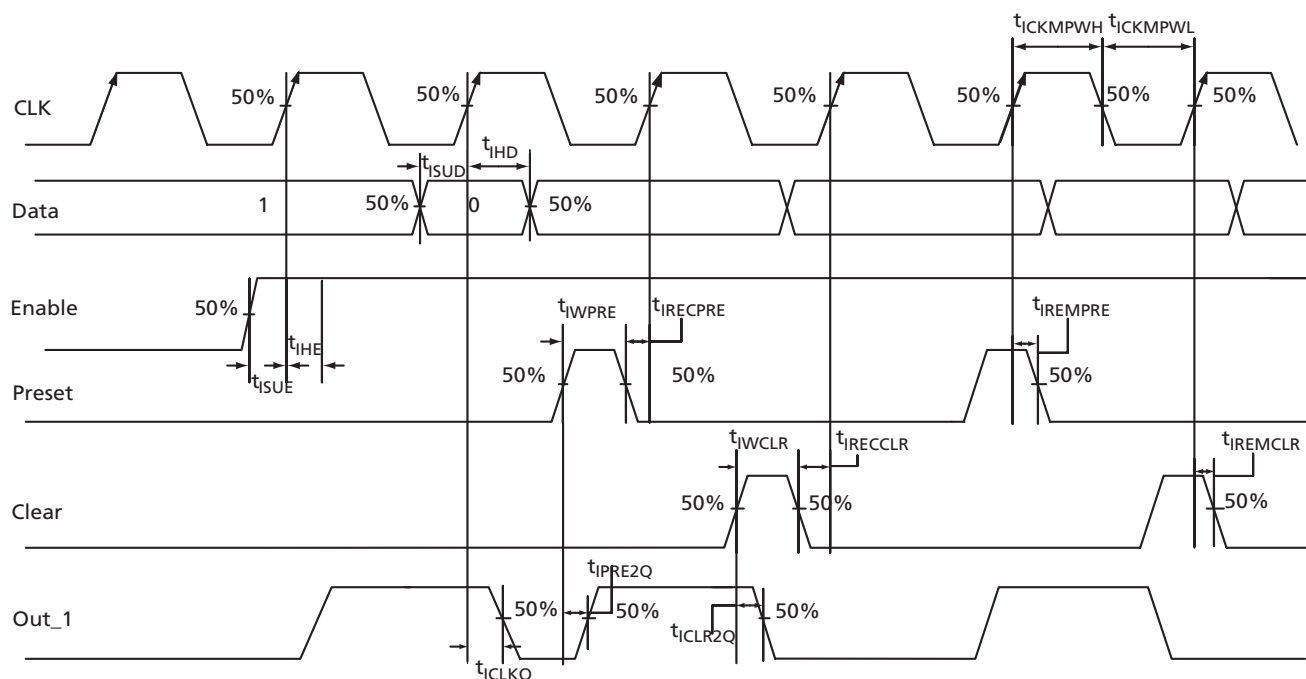 tICKMPWH tICKMPWL
CLK 50% 50% 50% 50% 50% 50% 50%
tISUD tIHD
Data 1 50% 0 50%
Enable 50% tIWPRE tIRECPRE tIREMPRE
tIHE
tISUE
Preset 50% 50% 50%
tIWCLR tIRECCLR tIREMCLR
Clear 50% 50% 50%
tIPRE2Q
Out_1 50% 50% 50%
tICLR2Q
tICLKQ